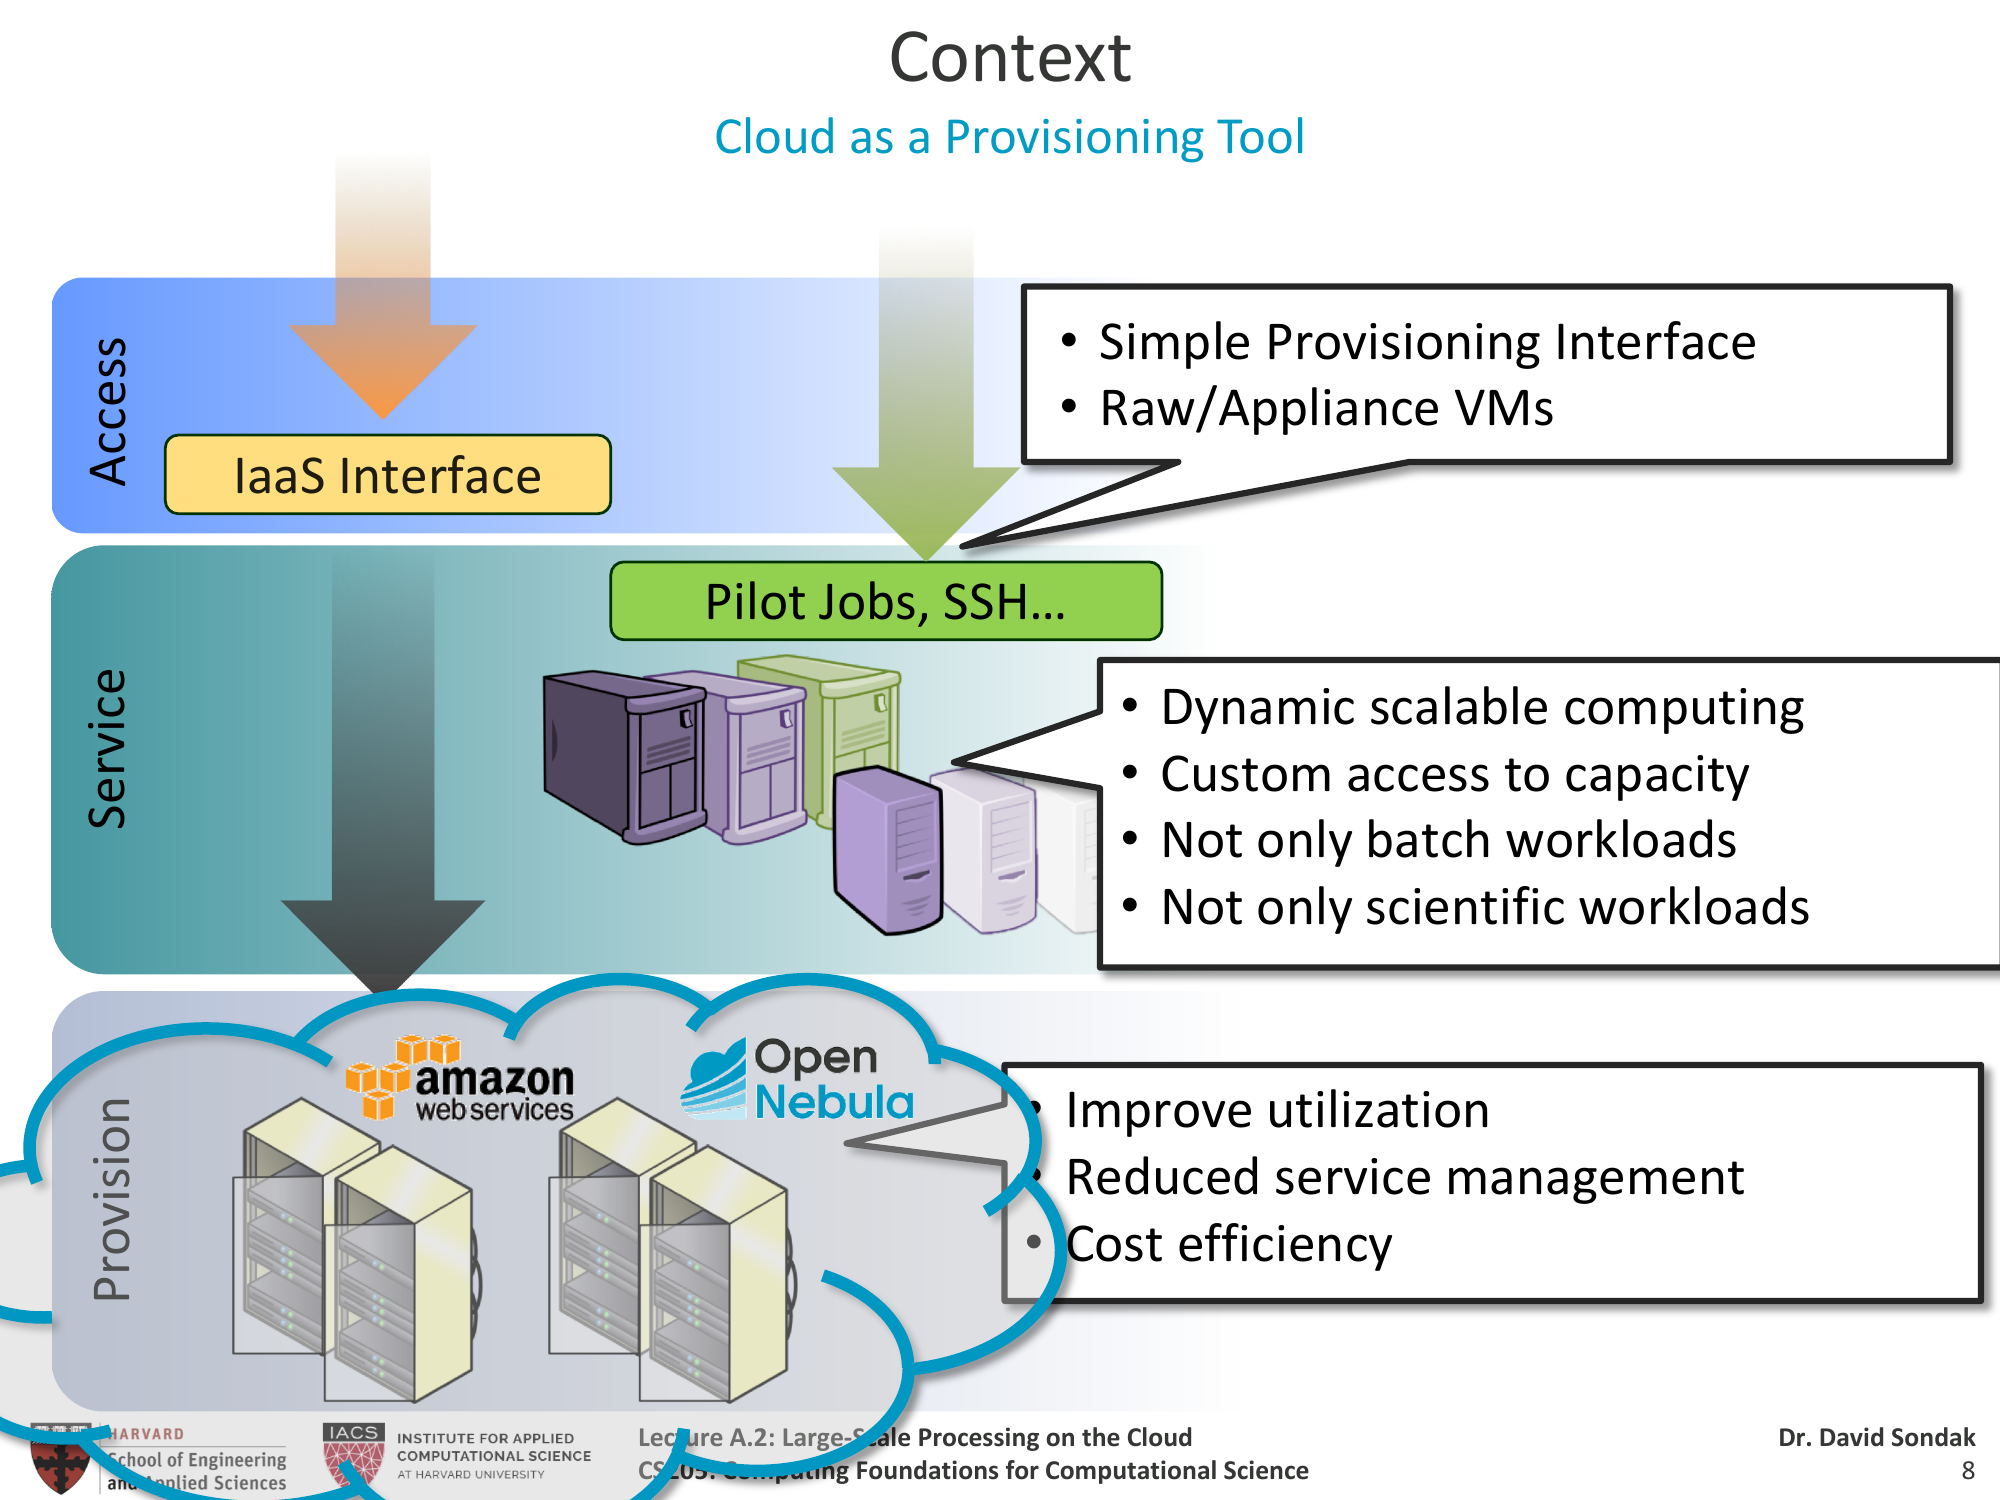 Context
Cloud as a Provisioning Tool
Access
IaaS Interface
• Simple Provisioning Interface
• Raw/Appliance VMs
Service
Pilot Jobs, SSH...
• Dynamic scalable computing
• Custom access to capacity
• Not only batch workloads
• Not only scientific workloads
Provision
amazon
web services
Open
Nebula
• Improve utilization
• Reduced service management
• Cost efficiency
HARVARD
School of Engineering
and Applied Sciences
IACS
INSTITUTE FOR APPLIED
COMPUTATIONAL SCIENCE
AT HARVARD UNIVERSITY
Lecture A.2: Large-Scale Processing on the Cloud
CS205: Computing Foundations for Computational Science
Dr. David Sondak
8